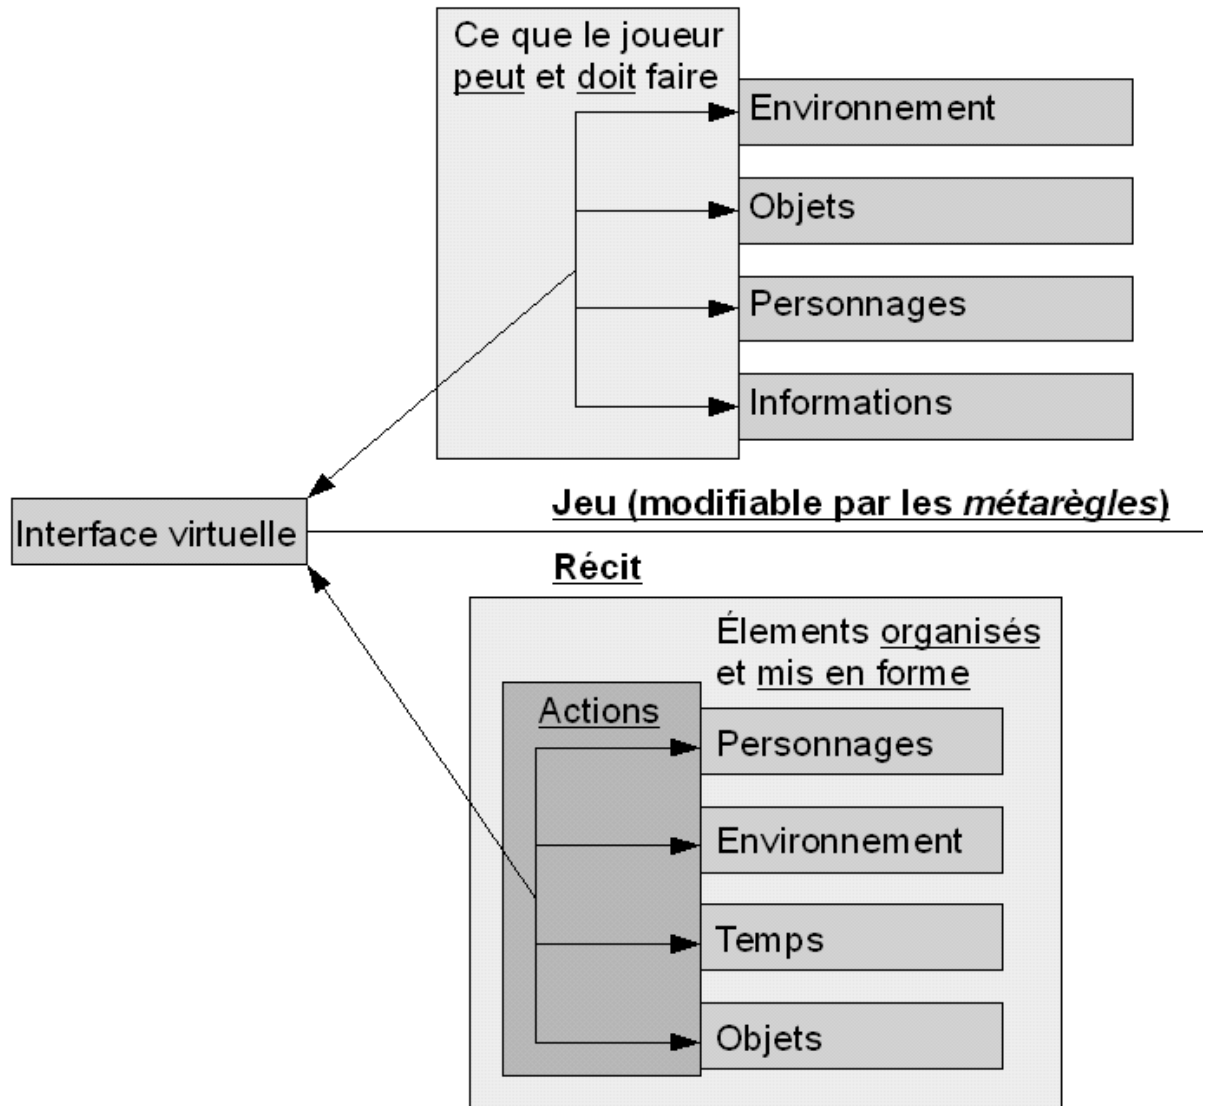 Ce que le joueur
peut et doit faire
Environnement
Objets
Personnages
Informations
Jeu (modifiable par les métarègles)
Interface virtuelle
Récit
Élements organisés
et mis en forme
Actions
Personnages
Environnement
Temps
Objets